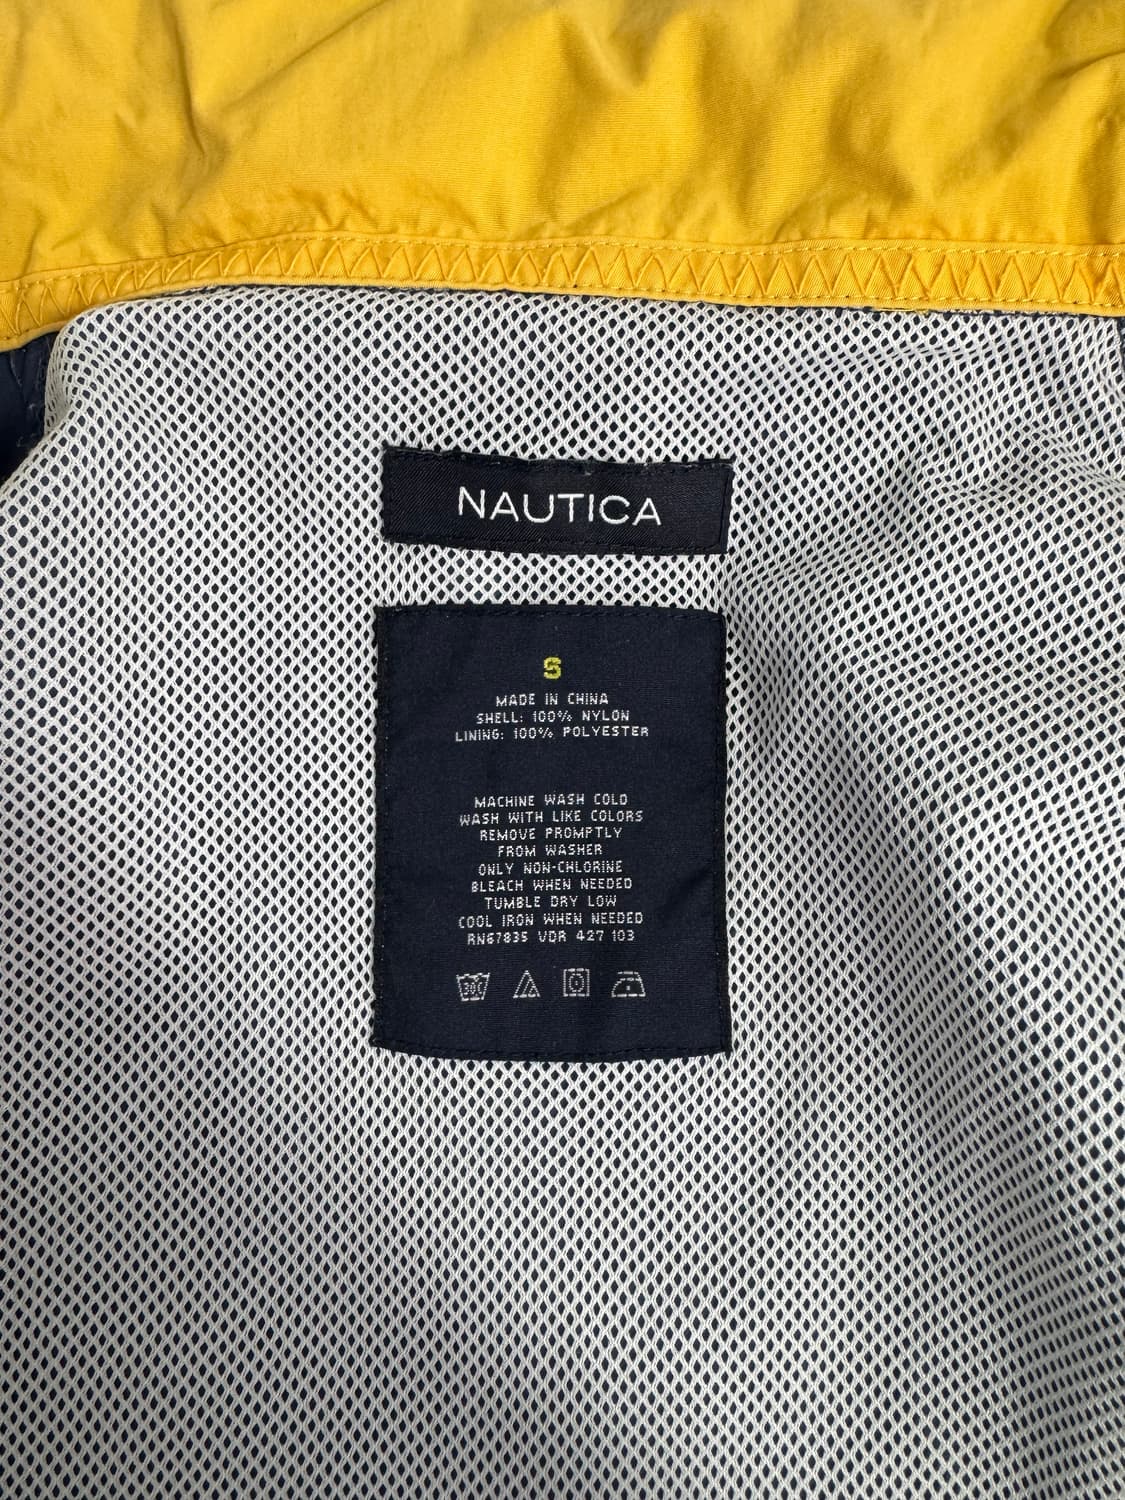 NAUTICA
S
MADE IN CHINA
SHELL: 100% NYLON
LINING: 100% POLYESTER
MACHINE WASH COLD
WASH WITH LIKE COLORS
REMOVE PROMPTLY
FROM WASHER
ONLY NON-CHLORINE
BLEACH WHEN NEEDED
TUMBLE DRY LOW
COOL IRON WHEN NEEDED
RN67835 VDR 427 103
30C